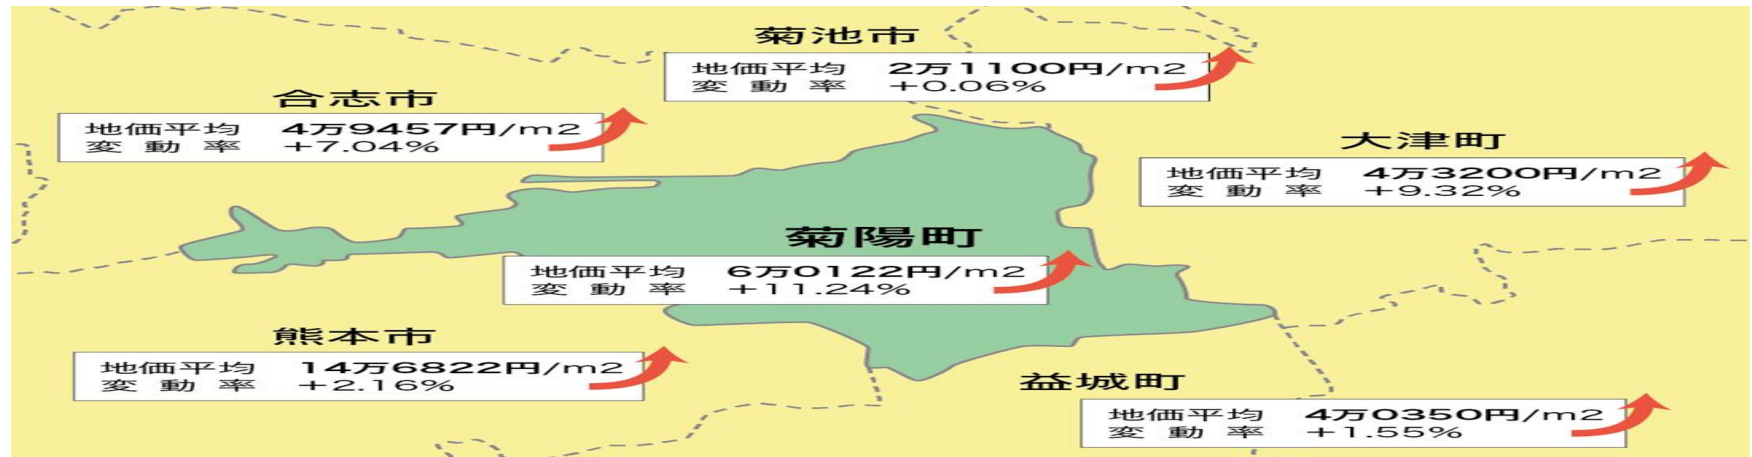 菊池市
地価平均 2万1100円/m2
変動率 +0.06%
合志市
地価平均 4万9457円/m2
変動率 +7.04%
大津町
地価平均 4万3200円/m2
変動率 +9.32%
菊陽町
地価平均 6万0122円/m2
変動率 +11.24%
熊本市
地価平均 14万6822円/m2
変動率 +2.16%
益城町
地価平均 4万0350円/m2
変動率 +1.55%